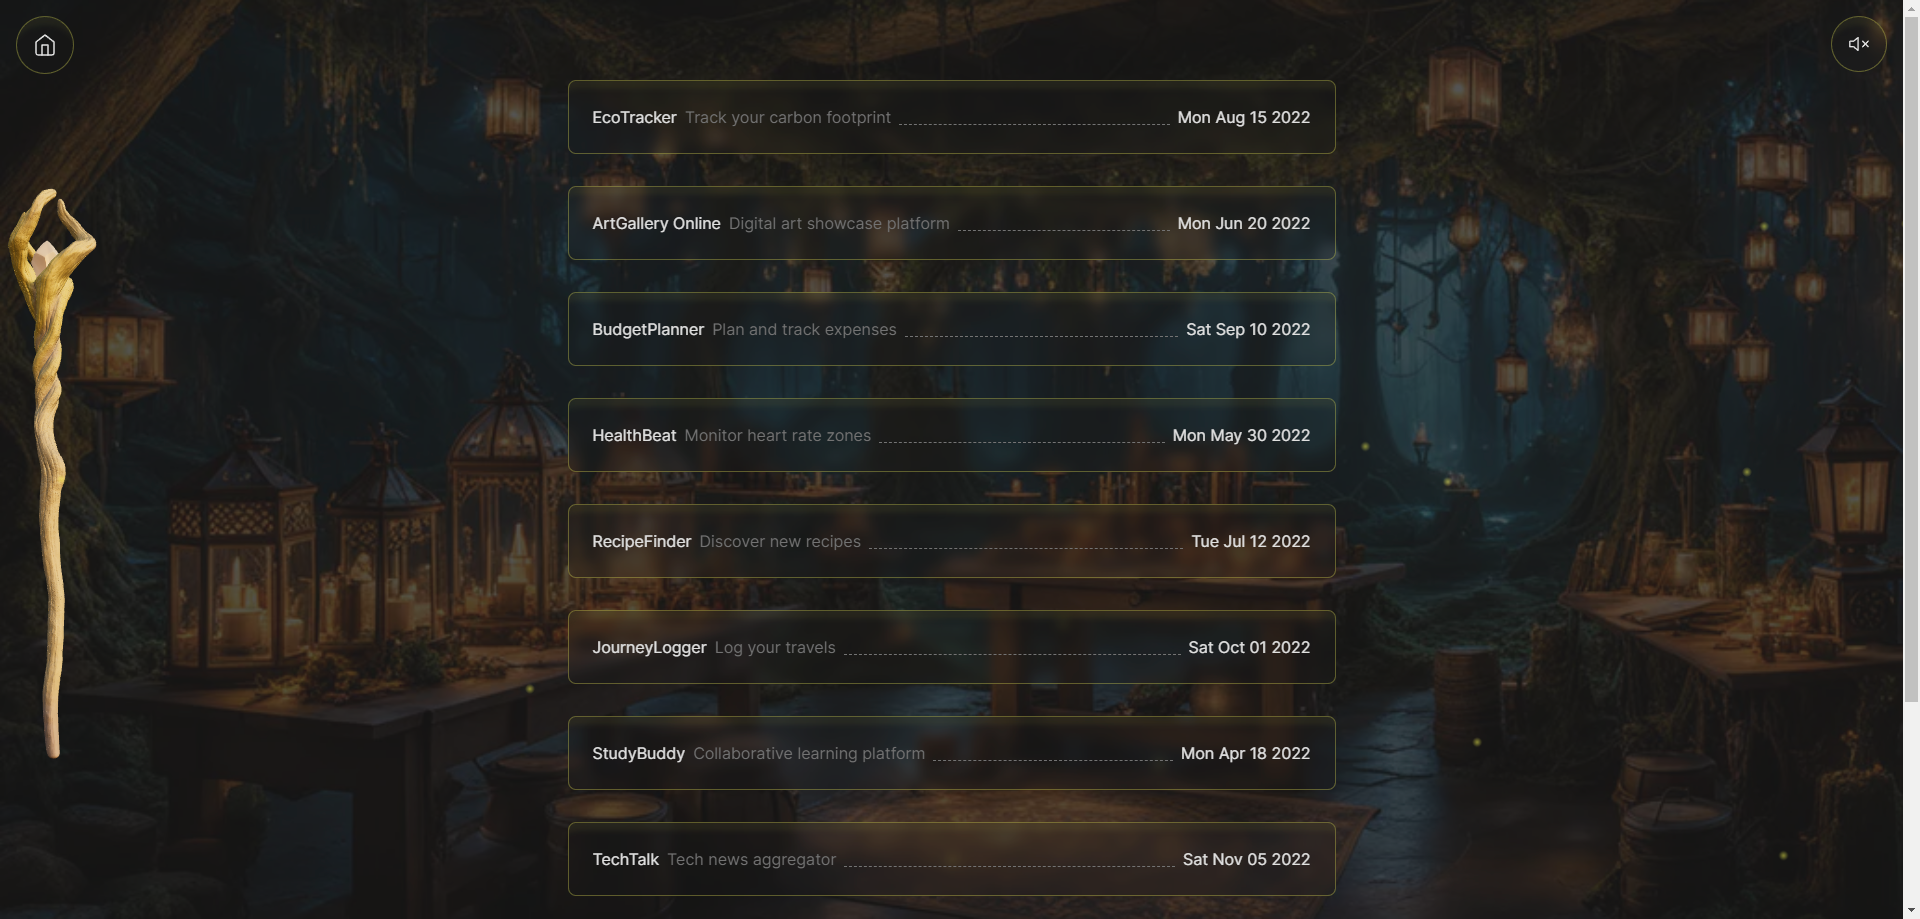 EcoTracker Track your carbon footprint Mon Aug 15 2022
ArtGallery Online Digital art showcase platform Mon Jun 20 2022
BudgetPlanner Plan and track expenses Sat Sep 10 2022
HealthBeat Monitor heart rate zones Mon May 30 2022
RecipeFinder Discover new recipes Tue Jul 12 2022
JourneyLogger Log your travels Sat Oct 01 2022
StudyBuddy Collaborative learning platform Mon Apr 18 2022
TechTalk Tech news aggregator Sat Nov 05 2022